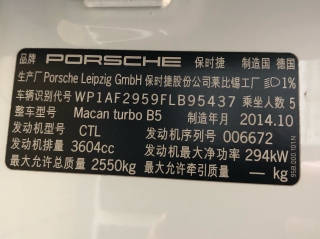 品牌 PORSCHE 保时捷 制造国 德国
生产厂 Porsche Leipzig GmbH 保时捷股份公司莱比锡工厂 1%
车辆识别代号 WP1AF2959FLB95437 乘坐人数 5
整车型号 Macan turbo B5 制造年月 2014.10
发动机型号 CTL 发动机序列号 006672
发动机排量 3604cc 发动机最大净功率 294kW
最大允许总质量 2550kg 最大允许牵引质量 — kg
95B 000 101 N